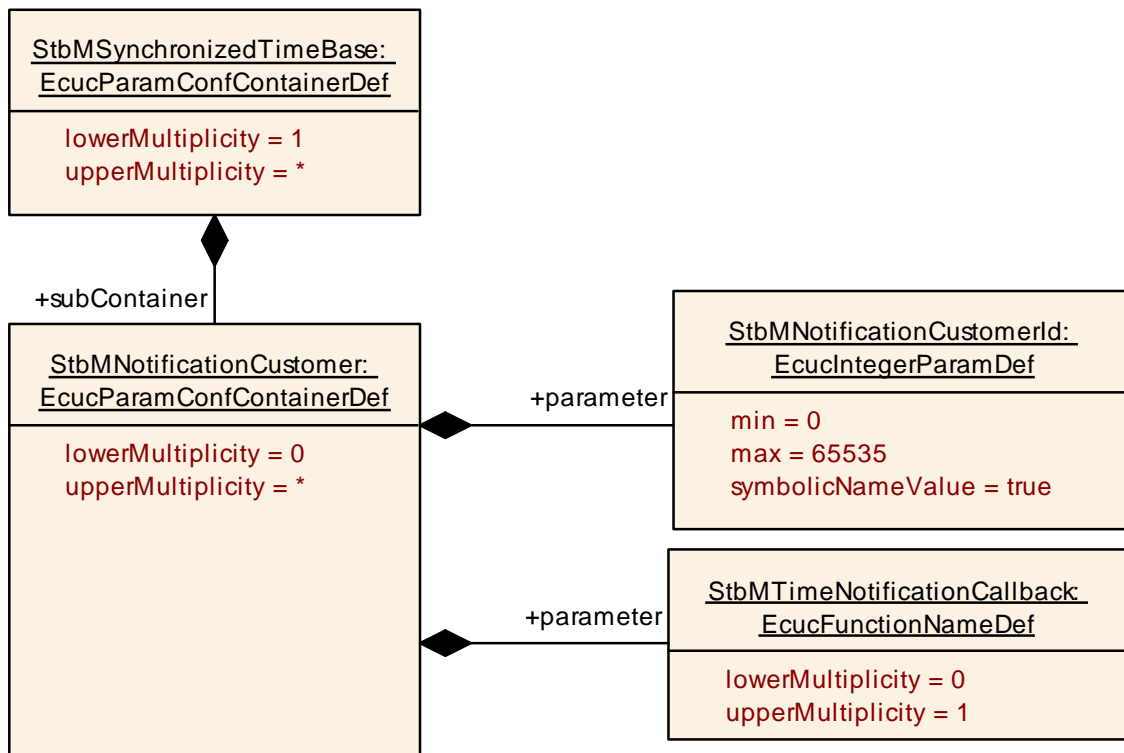 StbMSynchronizedTimeBase:
EcucParamConfContainerDef
lowerMultiplicity = 1
upperMultiplicity = *
+subContainer
StbMNotificationCustomer:
EcucParamConfContainerDef
lowerMultiplicity = 0
upperMultiplicity = *
+parameter
StbMNotificationCustomerId:
EcucIntegerParamDef
min = 0
max = 65535
symbolicNameValue = true
+parameter
StbMTimeNotificationCallback:
EcucFunctionNameDef
lowerMultiplicity = 0
upperMultiplicity = 1